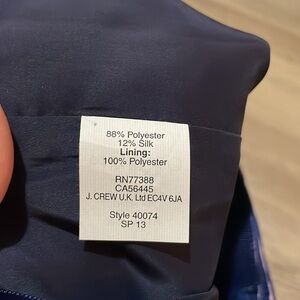 88% Polyester
12% Silk
Lining:
100% Polyester
RN77388
CA56445
J. CREW U.K. Ltd EC4V 6JA
Style 40074
SP 13